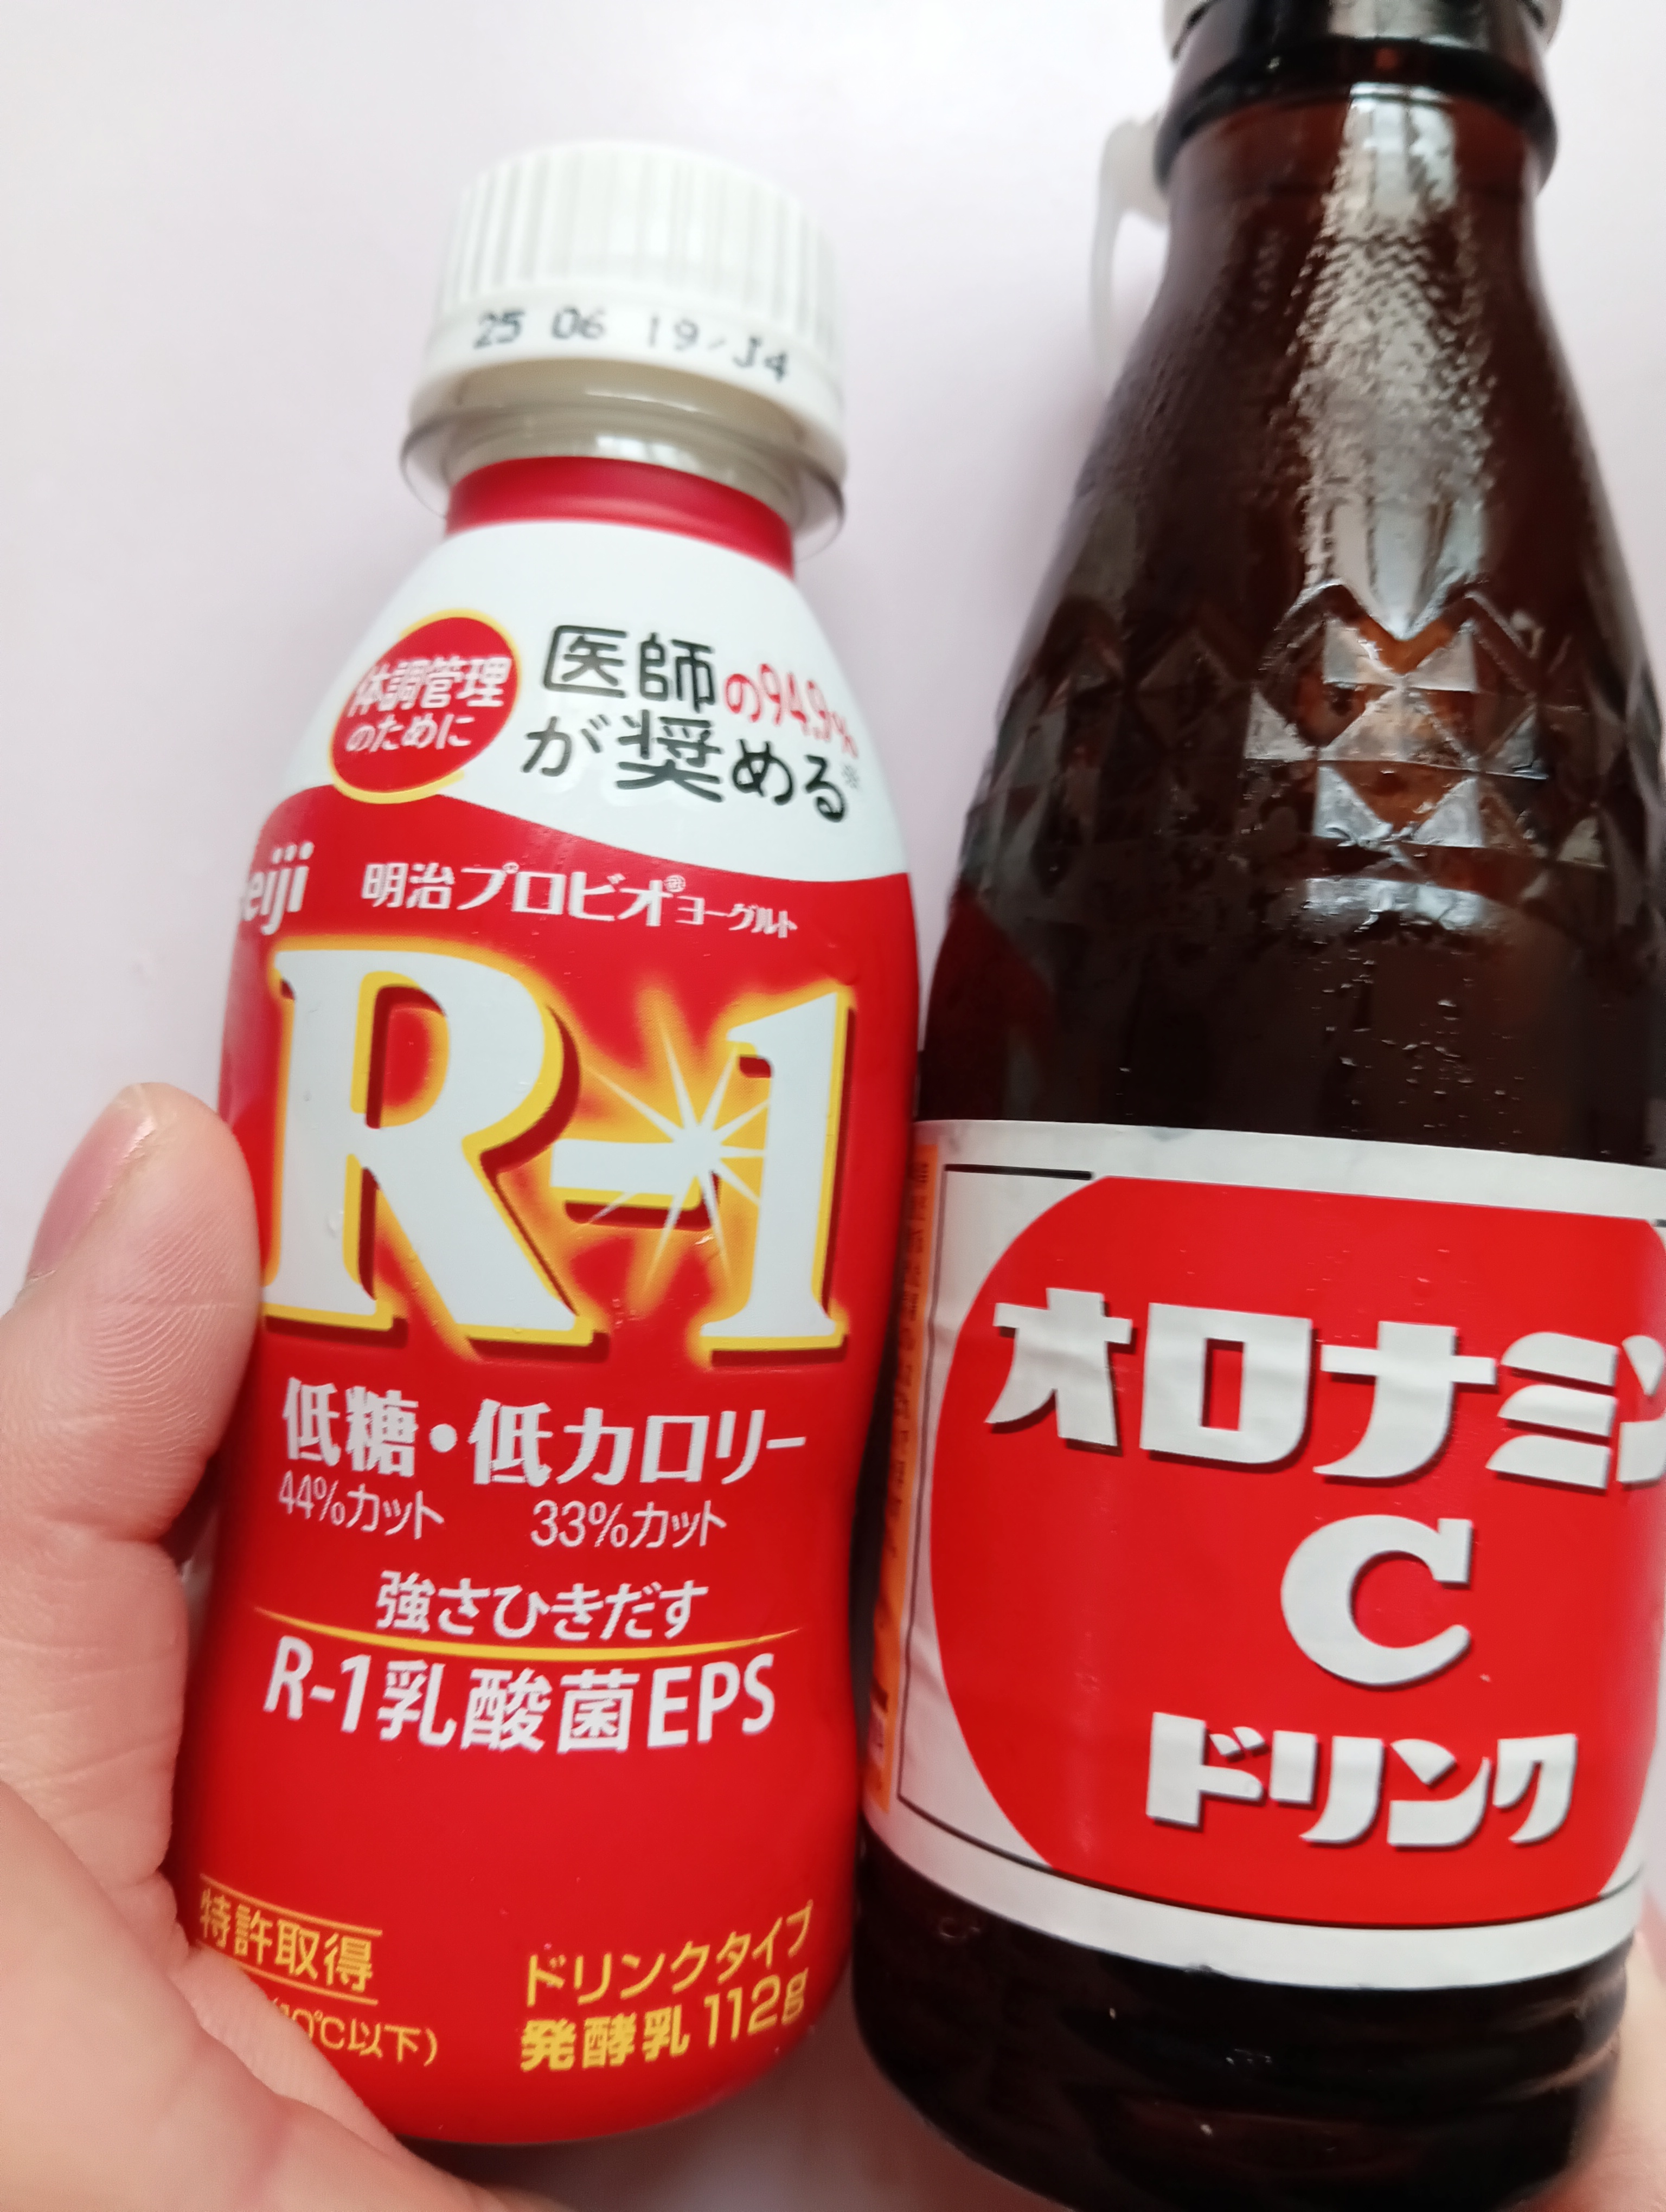 25 06 19/J4
体調管理
のために
医師の94.9%
が奨める※
eiji
明治プロビオヨーグルト
R-1
低糖・低カロリー
44%カット 33%カット
強さひきだす
R-1乳酸菌EPS
特許取得
10℃以下)
ドリンクタイプ
発酵乳 112g
オロナミン
C
ドリンク